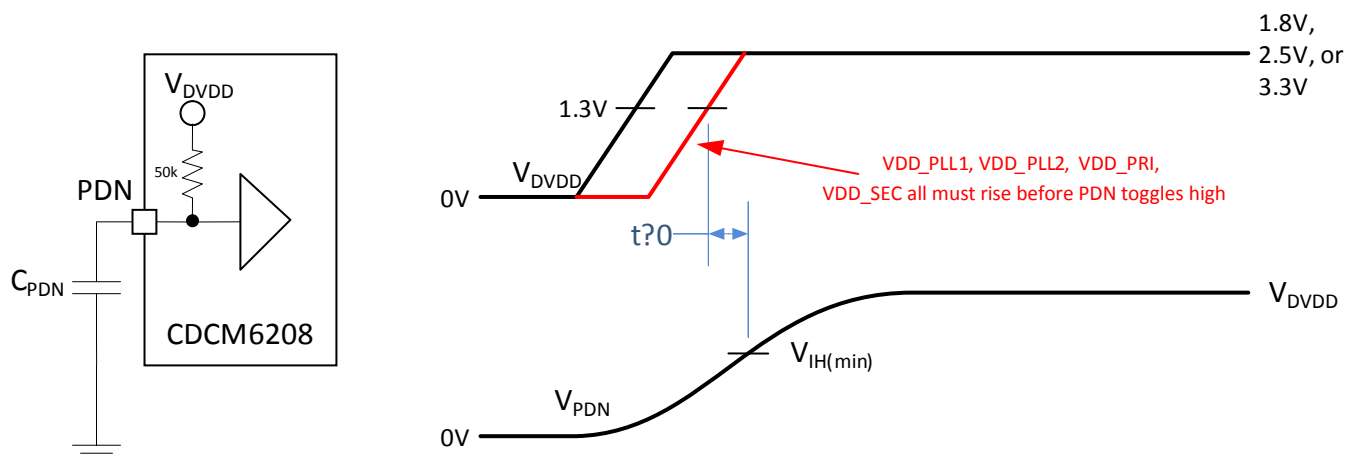 V_DVDD
50k
PDN
C_PDN
CDCM6208
1.8V,
2.5V, or
3.3V
1.3V
V_DVDD
0V
VDD_PLL1, VDD_PLL2, VDD_PRI,
VDD_SEC all must rise before PDN toggles high
t?0
V_DVDD
V_IH(min)
V_PDN
0V